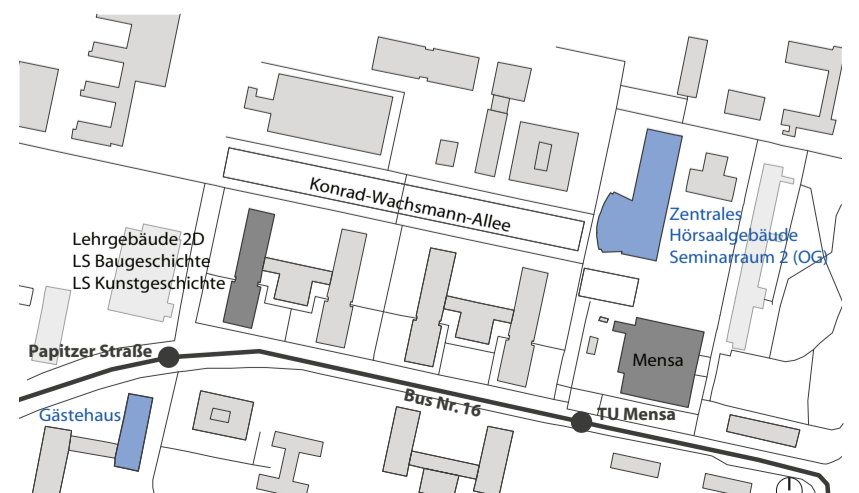 Konrad-Wachsmann-Allee
Zentrales
Hörsaalgebäude
Seminarraum 2 (OG)
Lehrgebäude 2D
LS Baugeschichte
LS Kunstgeschichte
Papitzer Straße
Mensa
Bus Nr. 16
TU Mensa
Gästehaus